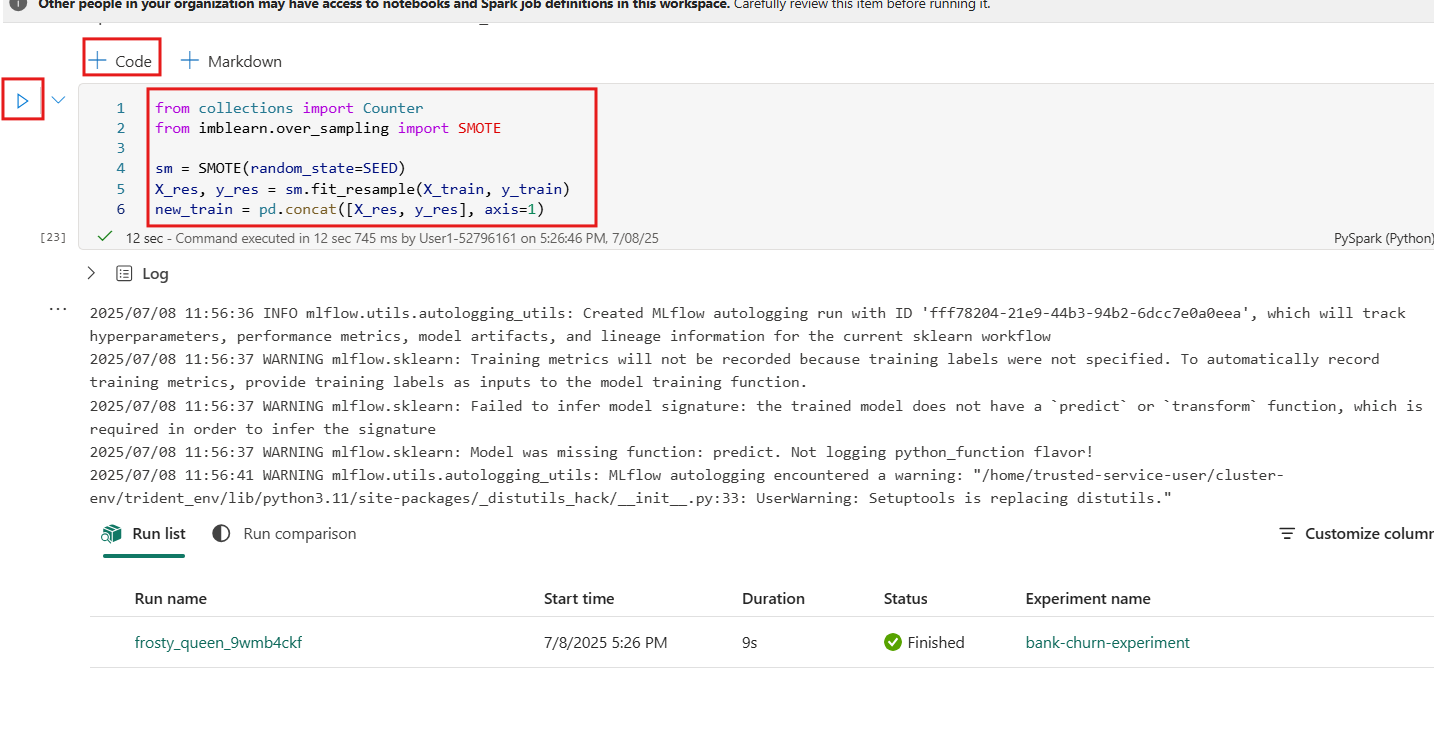 Other people in your organization may have access to notebooks and Spark job definitions in this workspace. Carefully review this item before running it.
+ Code + Markdown
1 from collections import Counter
2 from imblearn.over_sampling import SMOTE
3
4 sm = SMOTE(random_state=SEED)
5 X_res, y_res = sm.fit_resample(X_train, y_train)
6 new_train = pd.concat([X_res, y_res], axis=1)
[23] 12 sec - Command executed in 12 sec 745 ms by User1-52796161 on 5:26:46 PM, 7/08/25 PySpark (Python)
Log
2025/07/08 11:56:36 INFO mlflow.utils.autologging_utils: Created MLflow autologging run with ID 'fff78204-21e9-44b3-94b2-6dcc7e0a0eea', which will track
hyperparameters, performance metrics, model artifacts, and lineage information for the current sklearn workflow
2025/07/08 11:56:37 WARNING mlflow.sklearn: Training metrics will not be recorded because training labels were not specified. To automatically record
training metrics, provide training labels as inputs to the model training function.
2025/07/08 11:56:37 WARNING mlflow.sklearn: Failed to infer model signature: the trained model does not have a `predict` or `transform` function, which is
required in order to infer the signature
2025/07/08 11:56:37 WARNING mlflow.sklearn: Model was missing function: predict. Not logging python_function flavor!
2025/07/08 11:56:41 WARNING mlflow.utils.autologging_utils: MLflow autologging encountered a warning: "/home/trusted-service-user/cluster-
env/trident_env/lib/python3.11/site-packages/_distutils_hack/__init__.py:33: UserWarning: Setuptools is replacing distutils."
Run list Run comparison Customize colum
Run name Start time Duration Status Experiment name
frosty_queen_9wmb4ckf 7/8/2025 5:26 PM 9s Finished bank-churn-experiment